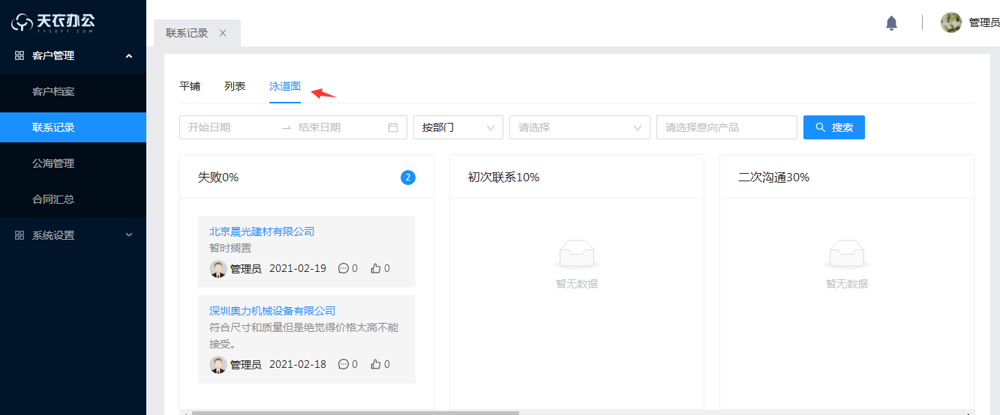 天衣办公
TYSOFT.COM
联系记录
管理员
客户管理
客户档案
联系记录
公海管理
合同汇总
系统设置
平铺 列表 泳道图
开始日期 结束日期 按部门 请选择 请选择意向产品 搜索
失败0% 2
北京晨光建材有限公司
暂时搁置
管理员 2021-02-19 0 0
深圳奥力机械设备有限公司
符合尺寸和质量但是绝觉得价格太高不能
接受。
管理员 2021-02-18 0 0
初次联系10%
暂无数据
二次沟通30%
暂无数据